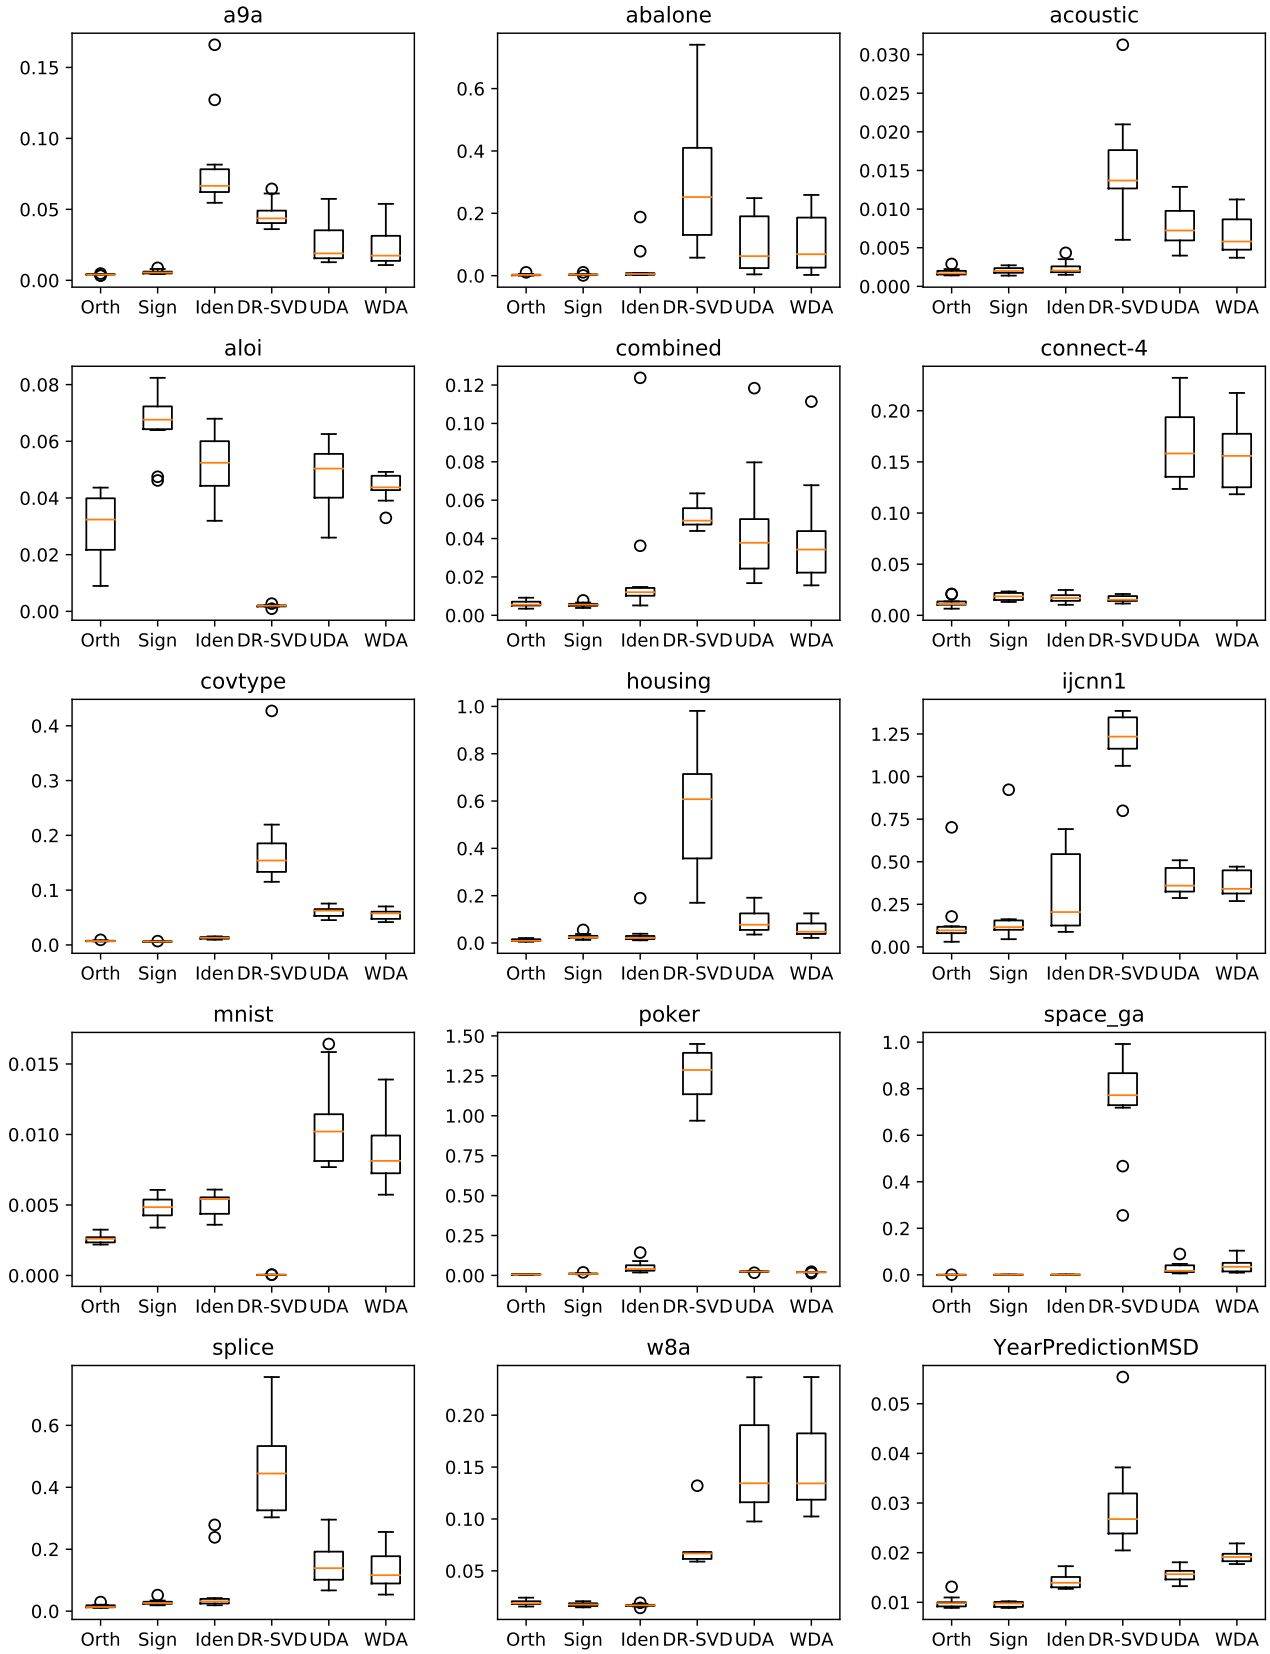 a9a
0.15
0.10
0.05
0.00
Orth Sign Iden DR-SVD UDA WDA
abalone
0.6
0.4
0.2
0.0
Orth Sign Iden DR-SVD UDA WDA
acoustic
0.030
0.025
0.020
0.015
0.010
0.005
0.000
Orth Sign Iden DR-SVD UDA WDA
aloi
0.08
0.06
0.04
0.02
0.00
Orth Sign Iden DR-SVD UDA WDA
combined
0.12
0.10
0.08
0.06
0.04
0.02
0.00
Orth Sign Iden DR-SVD UDA WDA
connect-4
0.20
0.15
0.10
0.05
0.00
Orth Sign Iden DR-SVD UDA WDA
covtype
0.4
0.3
0.2
0.1
0.0
Orth Sign Iden DR-SVD UDA WDA
housing
1.0
0.8
0.6
0.4
0.2
0.0
Orth Sign Iden DR-SVD UDA WDA
ijcnn1
1.25
1.00
0.75
0.50
0.25
0.00
Orth Sign Iden DR-SVD UDA WDA
mnist
0.015
0.010
0.005
0.000
Orth Sign Iden DR-SVD UDA WDA
poker
1.50
1.25
1.00
0.75
0.50
0.25
0.00
Orth Sign Iden DR-SVD UDA WDA
space_ga
1.0
0.8
0.6
0.4
0.2
0.0
Orth Sign Iden DR-SVD UDA WDA
splice
0.6
0.4
0.2
0.0
Orth Sign Iden DR-SVD UDA WDA
w8a
0.20
0.15
0.10
0.05
Orth Sign Iden DR-SVD UDA WDA
YearPredictionMSD
0.05
0.04
0.03
0.02
0.01
Orth Sign Iden DR-SVD UDA WDA